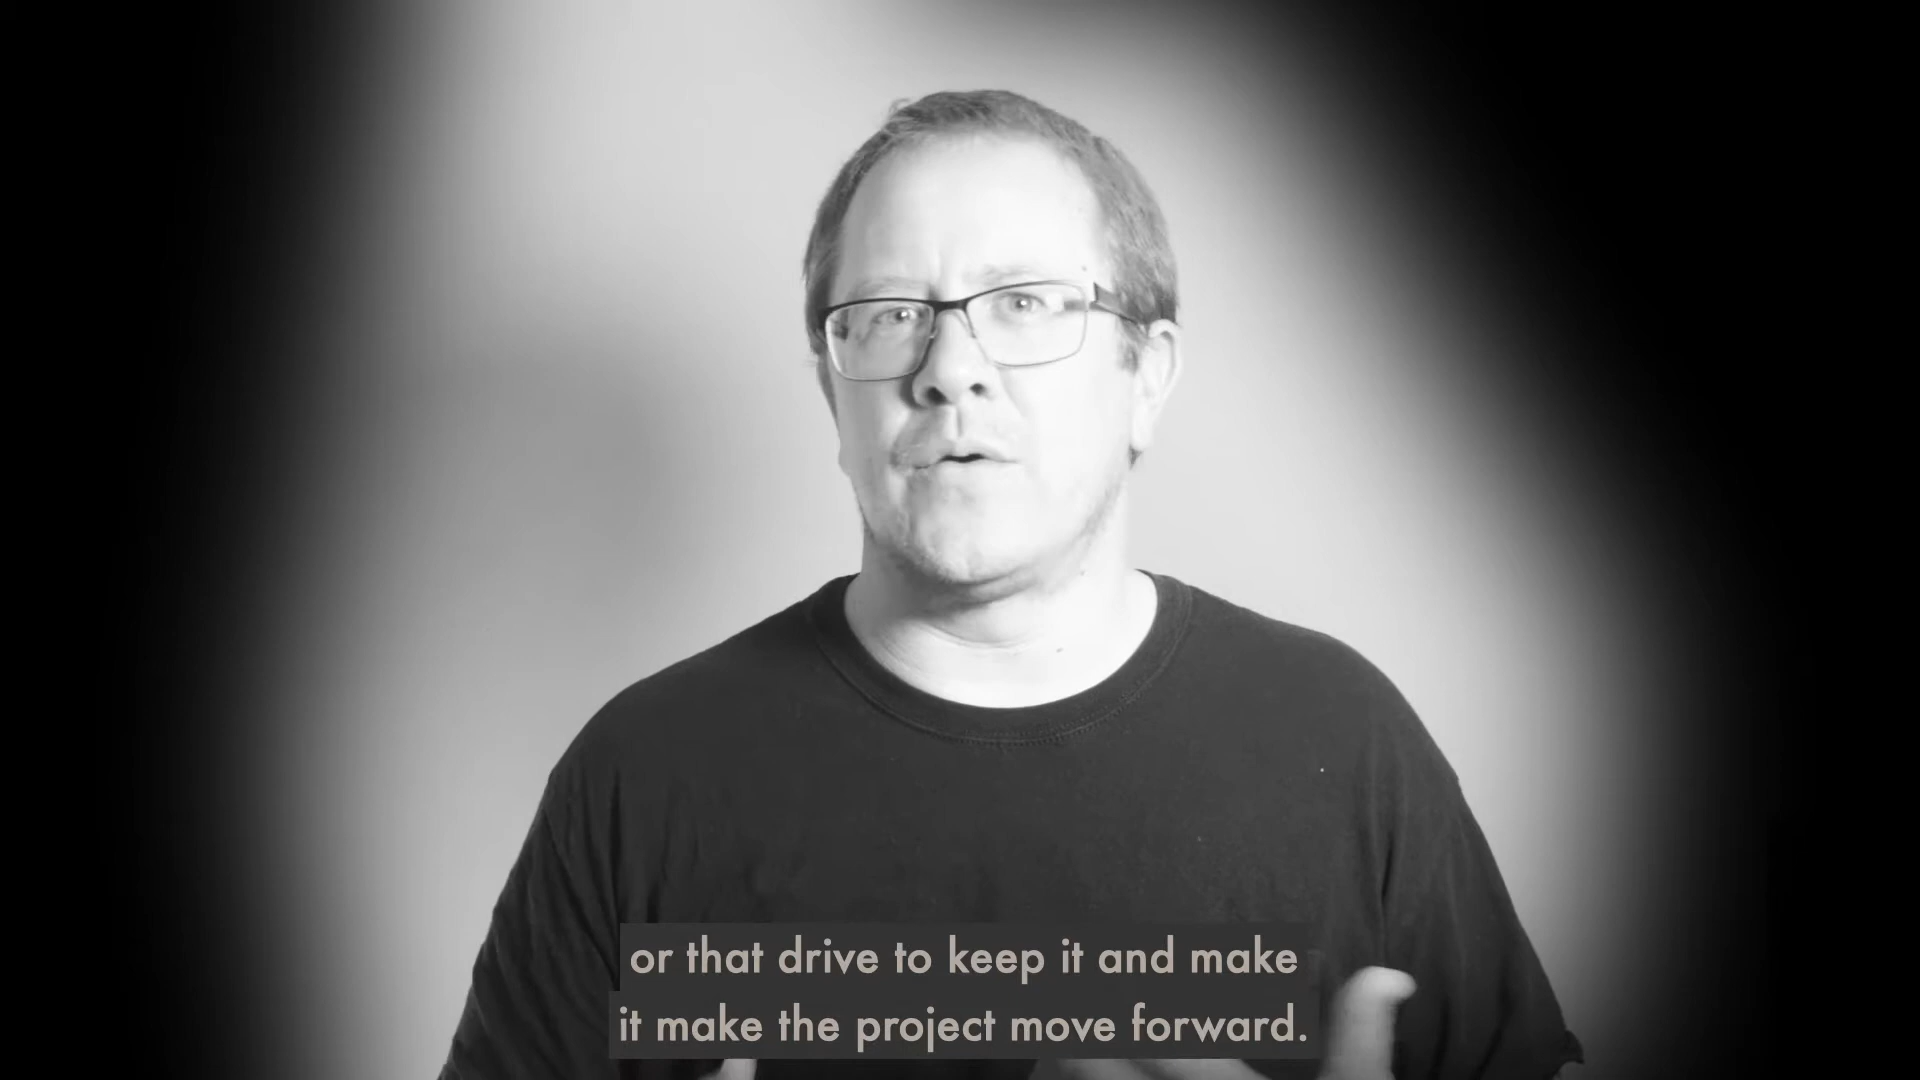 or that drive to keep it and make
it make the project move forward.